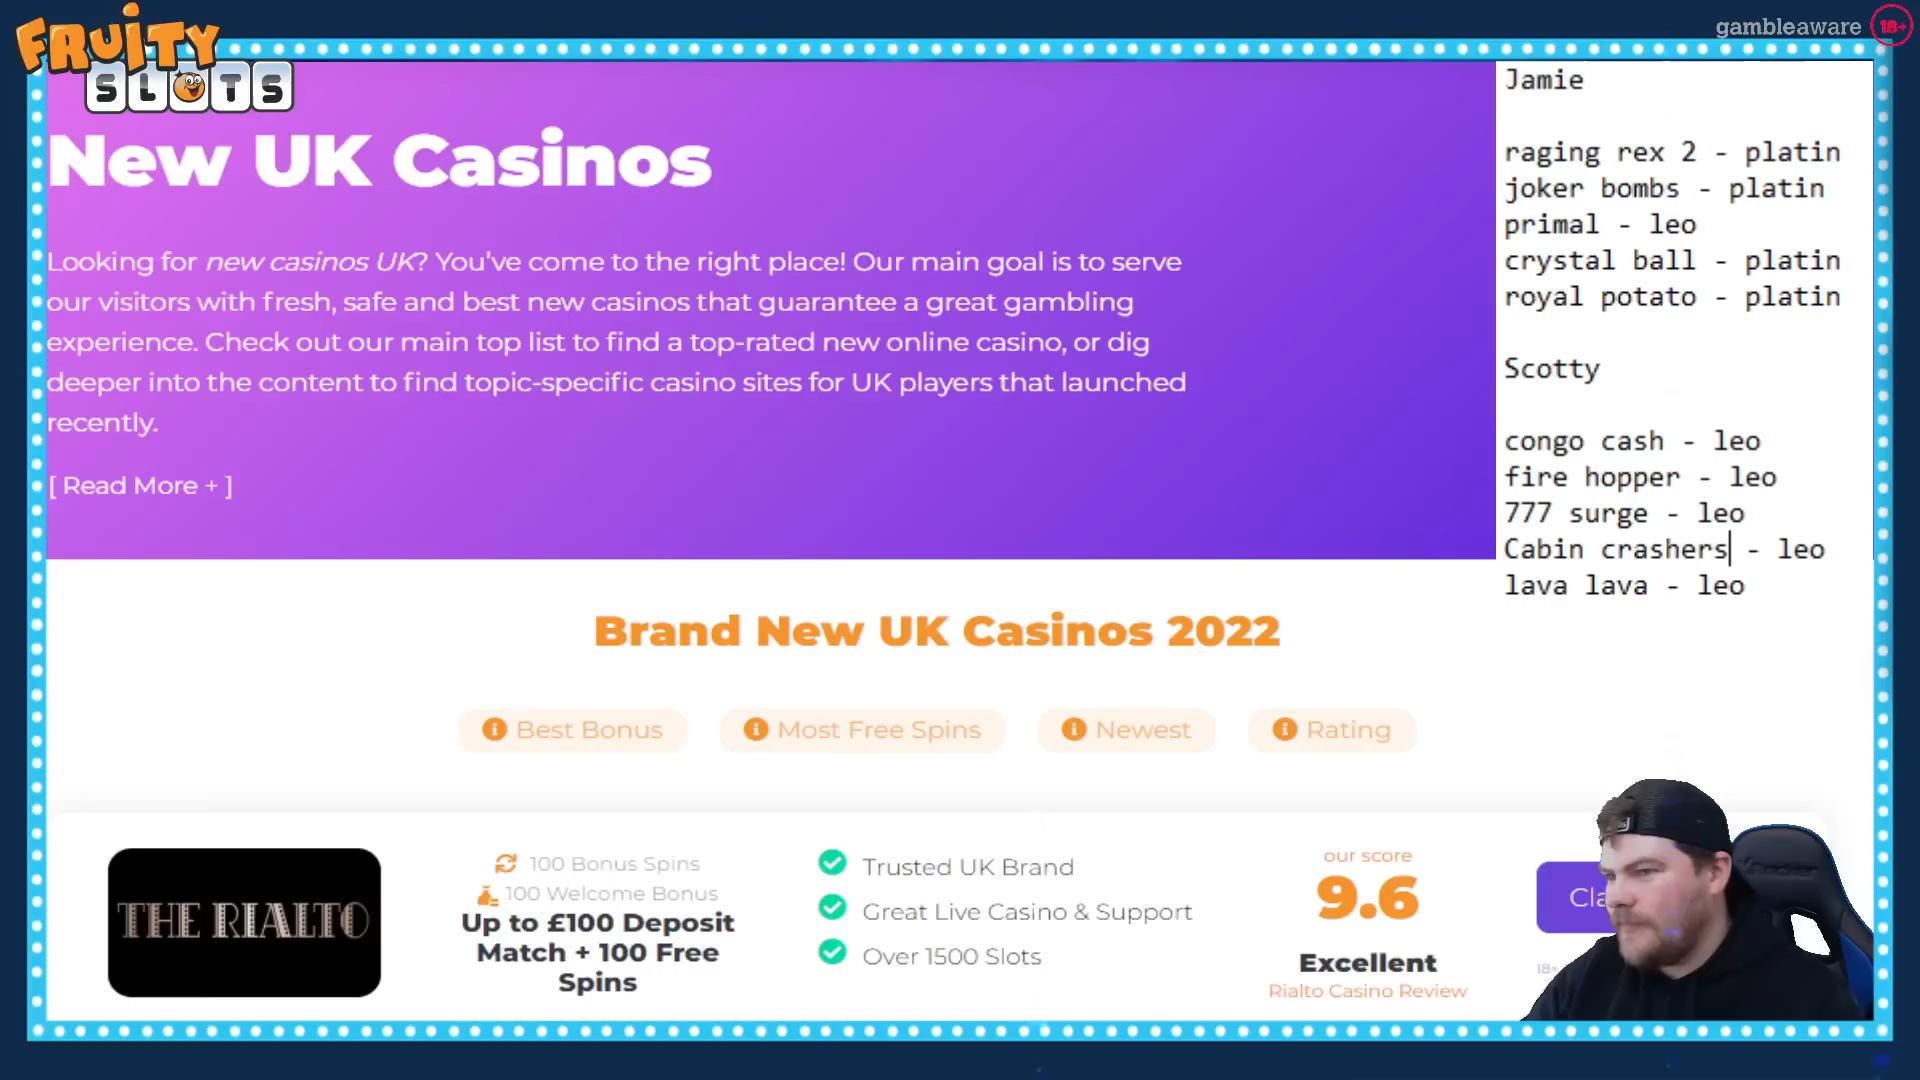 FRUITY
SLOTS
gambleaware 18+
New UK Casinos
Looking for new casinos UK? You've come to the right place! Our main goal is to serve
our visitors with fresh, safe and best new casinos that guarantee a great gambling
experience. Check out our main top list to find a top-rated new online casino, or dig
deeper into the content to find topic-specific casino sites for UK players that launched
recently.
[ Read More + ]
Jamie
raging rex 2 - platin
joker bombs - platin
primal - leo
crystal ball - platin
royal potato - platin
Scotty
congo cash - leo
fire hopper - leo
777 surge - leo
Cabin crashers - leo
lava lava - leo
Brand New UK Casinos 2022
Best Bonus
Most Free Spins
Newest
Rating
THE RIALTO
100 Bonus Spins
100 Welcome Bonus
Up to £100 Deposit
Match + 100 Free
Spins
Trusted UK Brand
Great Live Casino & Support
Over 1500 Slots
our score
9.6
Excellent
Rialto Casino Review
18+